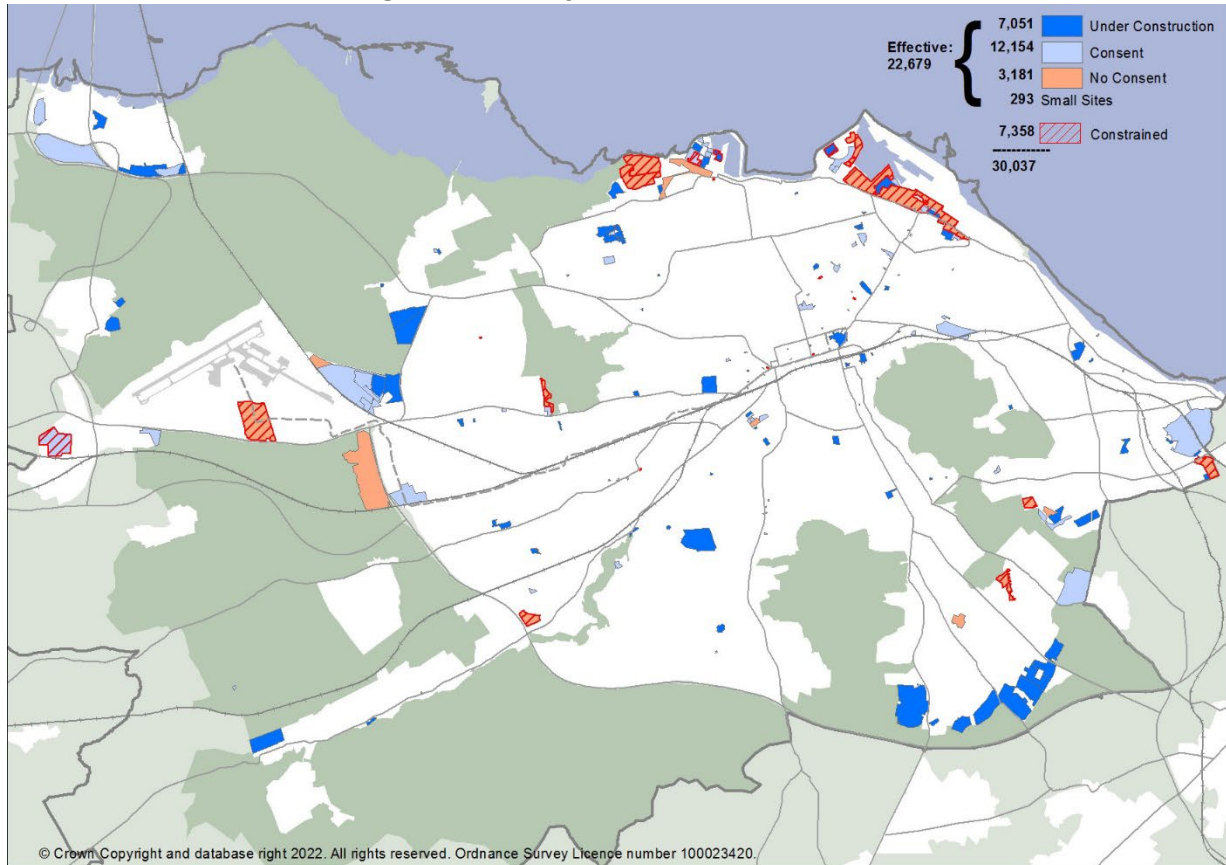 7,051 Under Construction
Effective: 12,154 Consent
22,679
3,181 No Consent
293 Small Sites
7,358 Constrained
------------
30,037
© Crown Copyright and database right 2022. All rights reserved. Ordnance Survey Licence number 100023420.